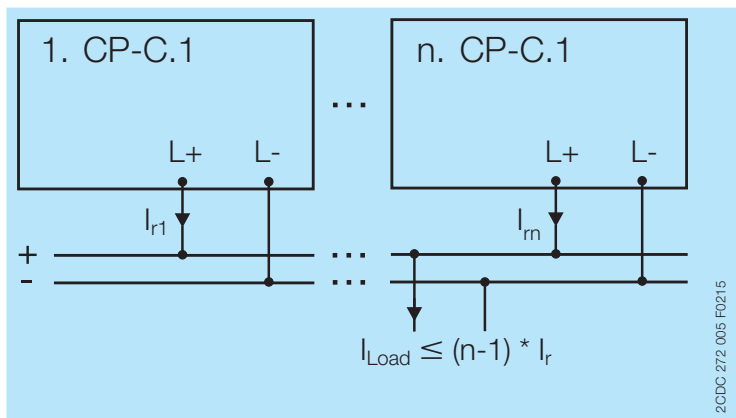 1. CP-C.1
...
n. CP-C.1
L+ L-
L+ L-
Ir1
Irn
+ ...
- ...
ILoad ≤ (n-1) * Ir
2CDC 272 005 F0215